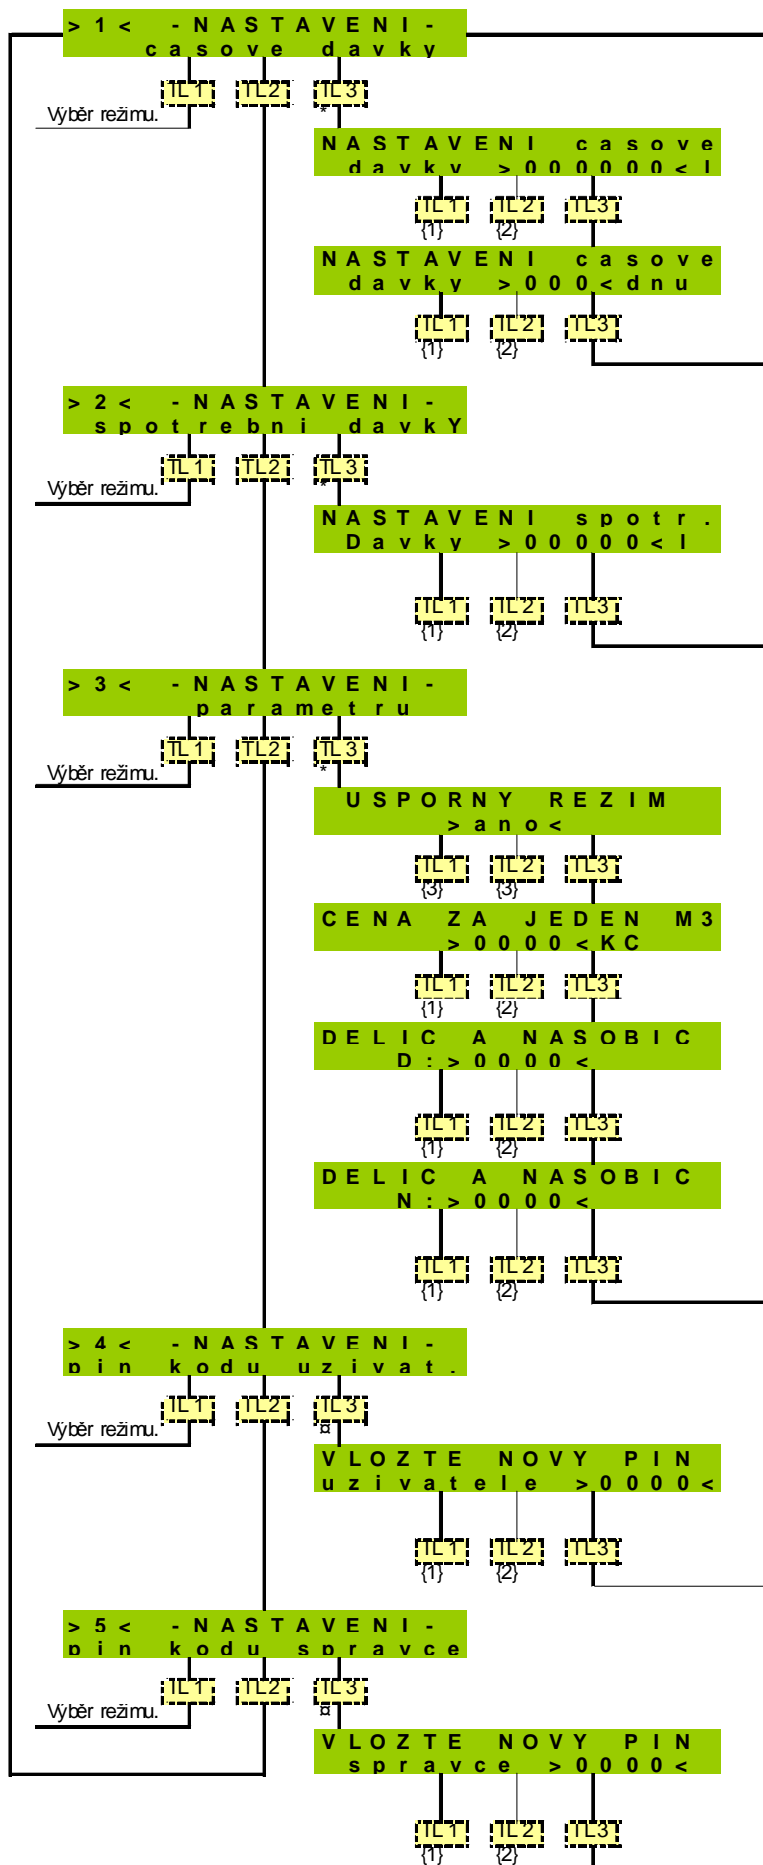 >1< -NASTAVENI-
casove davky
TL1 TL2 TL3
*
Výběr režimu.
NASTAVENI casove
davky >000000<l
TL1 TL2 TL3
{1} {2}
NASTAVENI casove
davky >000<dnu
TL1 TL2 TL3
{1} {2}
>2< -NASTAVENI-
spotrebni davkY
TL1 TL2 TL3
*
Výběr režimu.
NASTAVENI spotr.
Davky >00000<l
TL1 TL2 TL3
{1} {2}
>3< -NASTAVENI-
parametru
TL1 TL2 TL3
*
Výběr režimu.
USPORNY REZIM
>ano<
TL1 TL2 TL3
{3} {3}
CENA ZA JEDEN M3
>0000<KC
TL1 TL2 TL3
{1} {2}
DELIC A NASOBIC
D:>0000<
TL1 TL2 TL3
{1} {2}
DELIC A NASOBIC
N:>0000<
TL1 TL2 TL3
{1} {2}
>4< -NASTAVENI-
pin kodu uzivat.
TL1 TL2 TL3
¤
Výběr režimu.
VLOZTE NOVY PIN
uzivatele >0000<
TL1 TL2 TL3
{1} {2}
>5< -NASTAVENI-
pin kodu spravce
TL1 TL2 TL3
¤
Výběr režimu.
VLOZTE NOVY PIN
spravce >0000<
TL1 TL2 TL3
{1} {2}